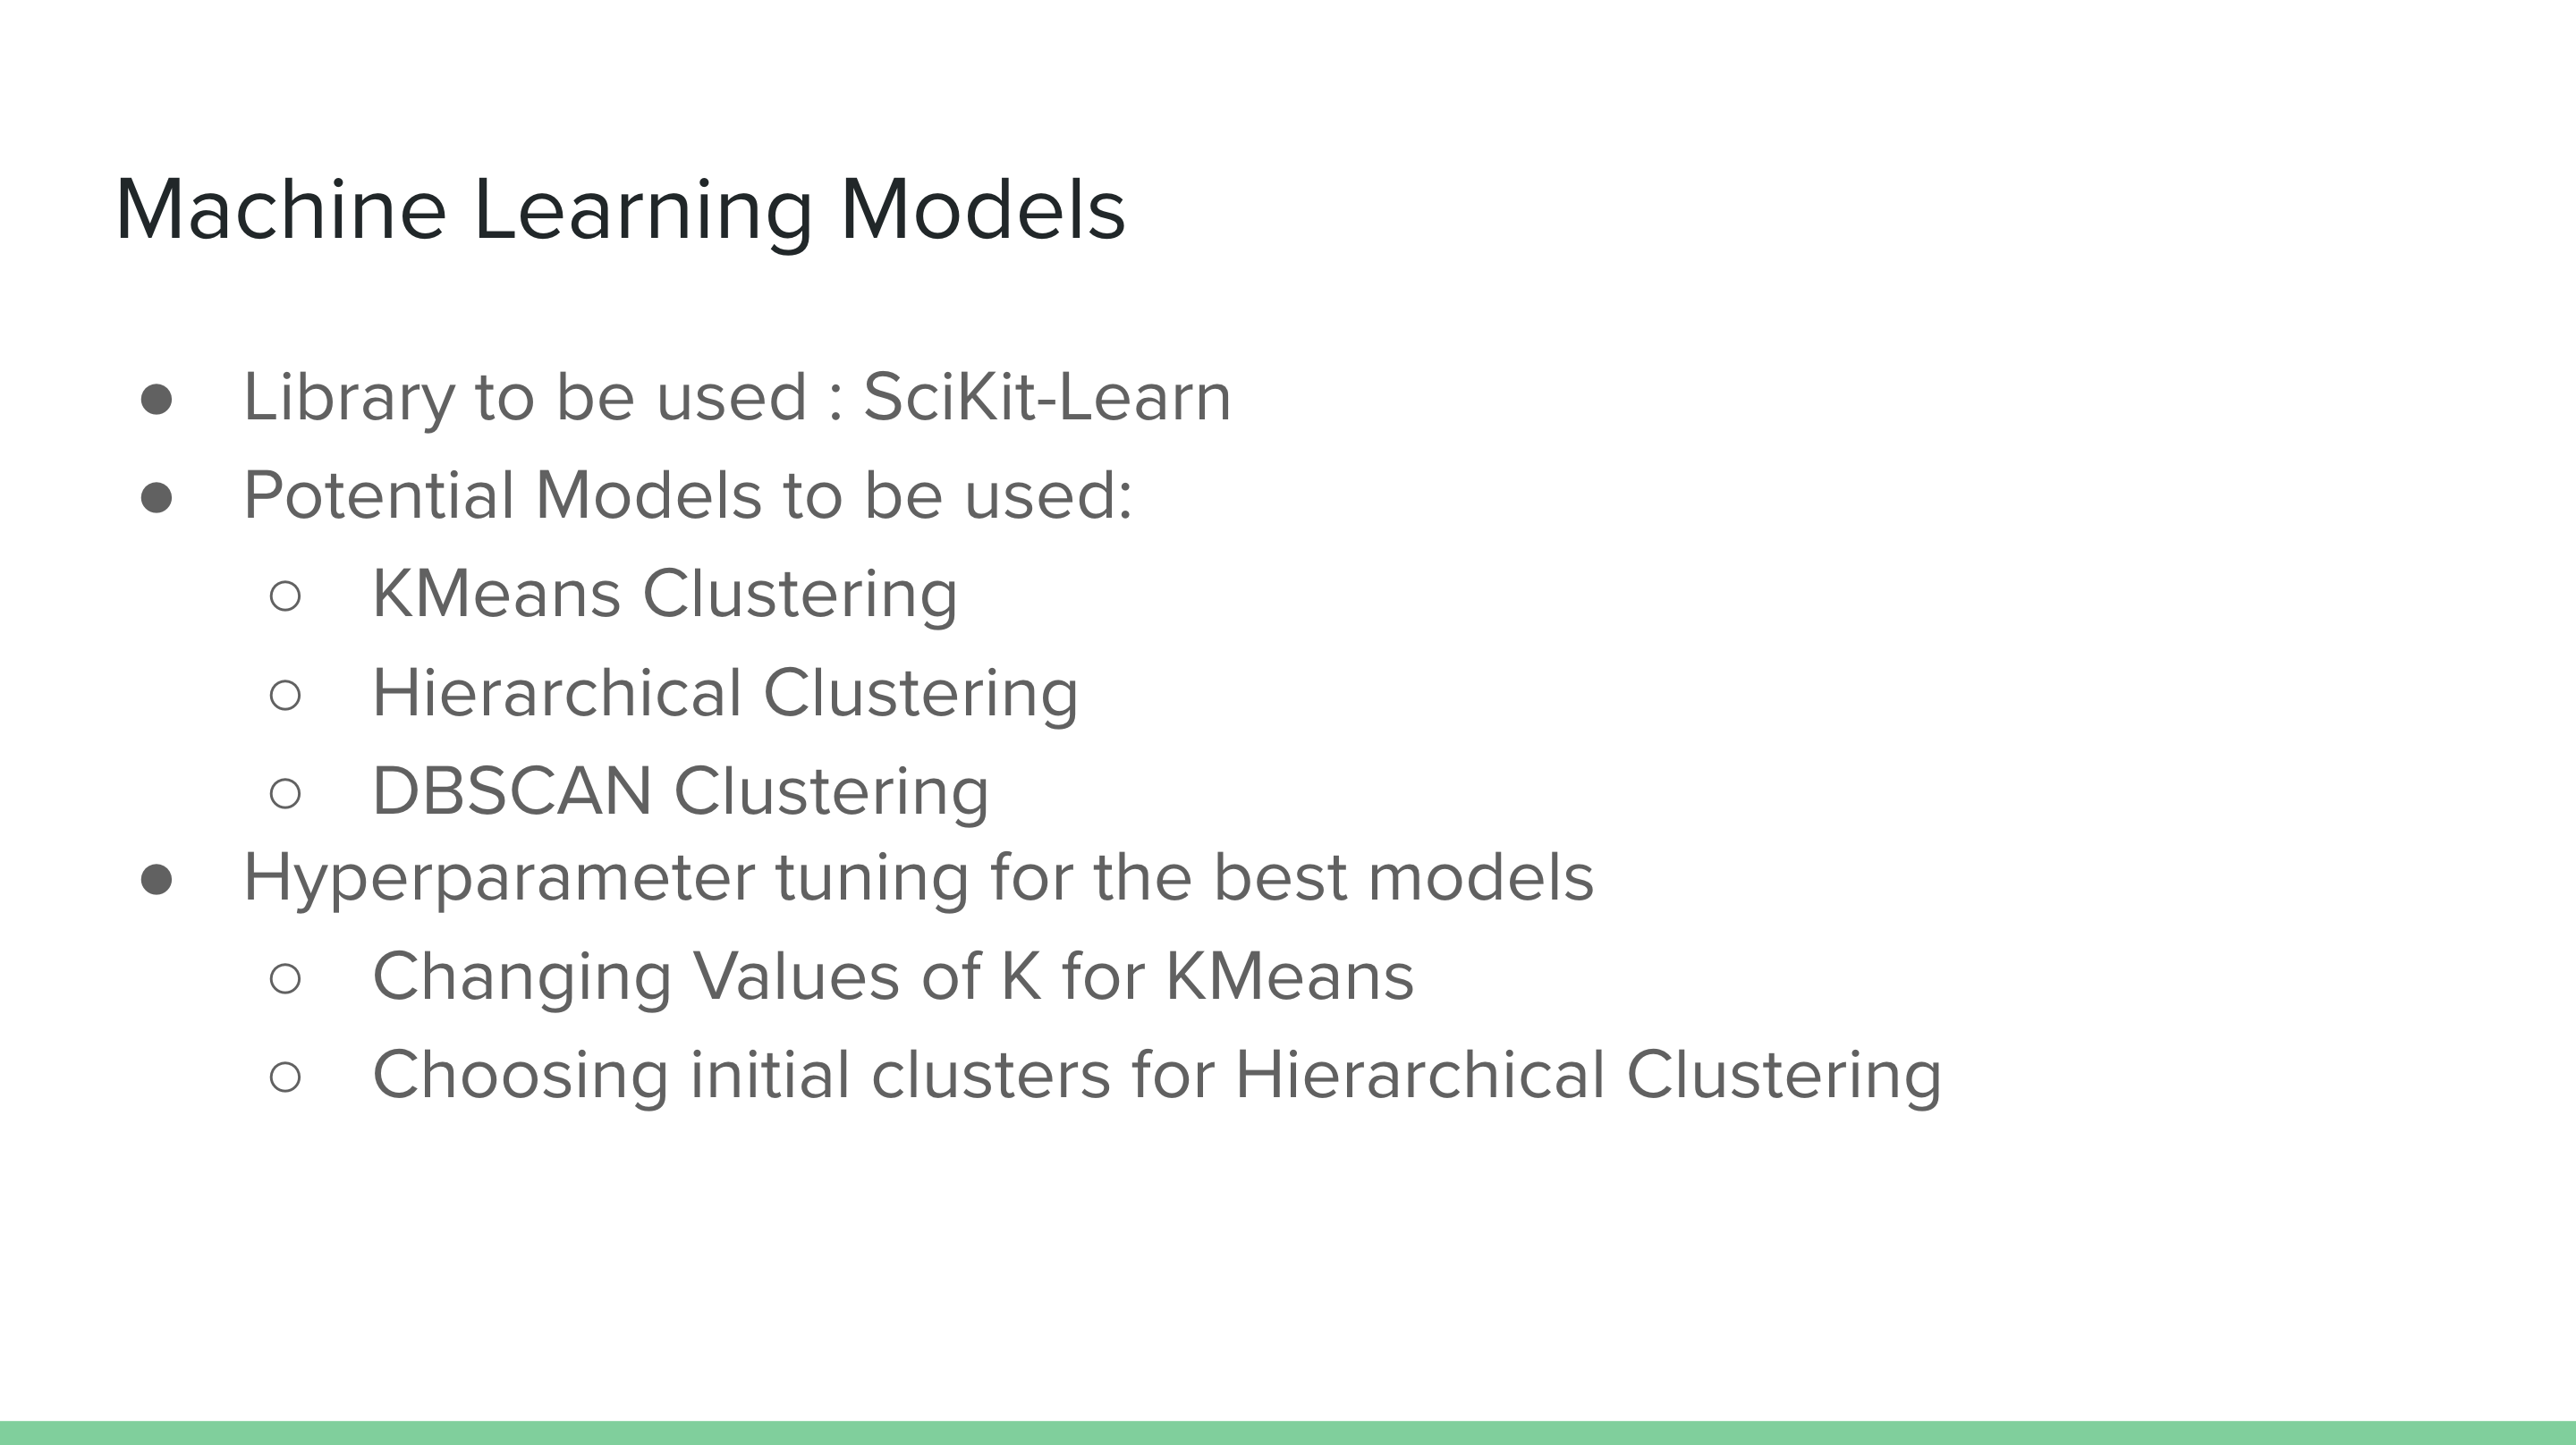 Machine Learning Models
● Library to be used : SciKit-Learn
● Potential Models to be used:
○ KMeans Clustering
○ Hierarchical Clustering
○ DBSCAN Clustering
● Hyperparameter tuning for the best models
○ Changing Values of K for KMeans
○ Choosing initial clusters for Hierarchical Clustering